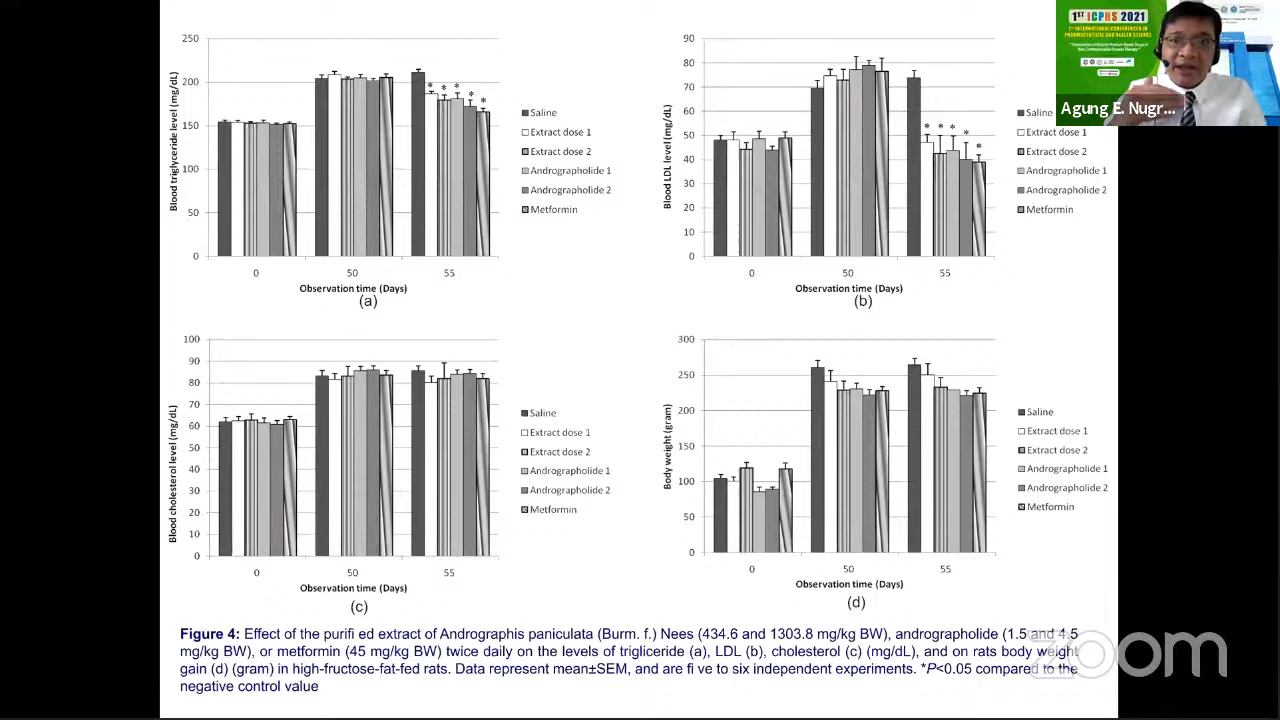 250
200
150
100
50
0
0
50
55
Blood triglyceride level (mg/dL)
Observation time (Days)
(a)
* * * * *
Saline
Extract dose 1
Extract dose 2
Andrographolide 1
Andrographolide 2
Metformin
90
80
70
60
50
40
30
20
10
0
0
50
55
Blood LDL level (mg/dL)
Observation time (Days)
(b)
* * * * *
Saline
Extract dose 1
Extract dose 2
Andrographolide 1
Andrographolide 2
Metformin
1ST ICPHS 2021
1ST INTERNATIONAL CONFERENCES IN
PHARMACEUTICAL AND HEALTH SCIENCE
Agung E. Nugr...
100
90
80
70
60
50
40
30
20
10
0
0
50
55
Blood cholesterol level (mg/dL)
Observation time (Days)
(c)
Saline
Extract dose 1
Extract dose 2
Andrographolide 1
Andrographolide 2
Metformin
300
250
200
150
100
50
0
0
50
55
Body weight (gram)
Observation time (Days)
(d)
Saline
Extract dose 1
Extract dose 2
Andrographolide 1
Andrographolide 2
Metformin
Figure 4: Effect of the purifi ed extract of Andrographis paniculata (Burm. f.) Nees (434.6 and 1303.8 mg/kg BW), andrographolide (1.5 and 4.5
mg/kg BW), or metformin (45 mg/kg BW) twice daily on the levels of trigliceride (a), LDL (b), cholesterol (c) (mg/dL), and on rats body weight
gain (d) (gram) in high-fructose-fat-fed rats. Data represent mean±SEM, and are fi ve to six independent experiments. *P<0.05 compared to the
negative control value
zoom